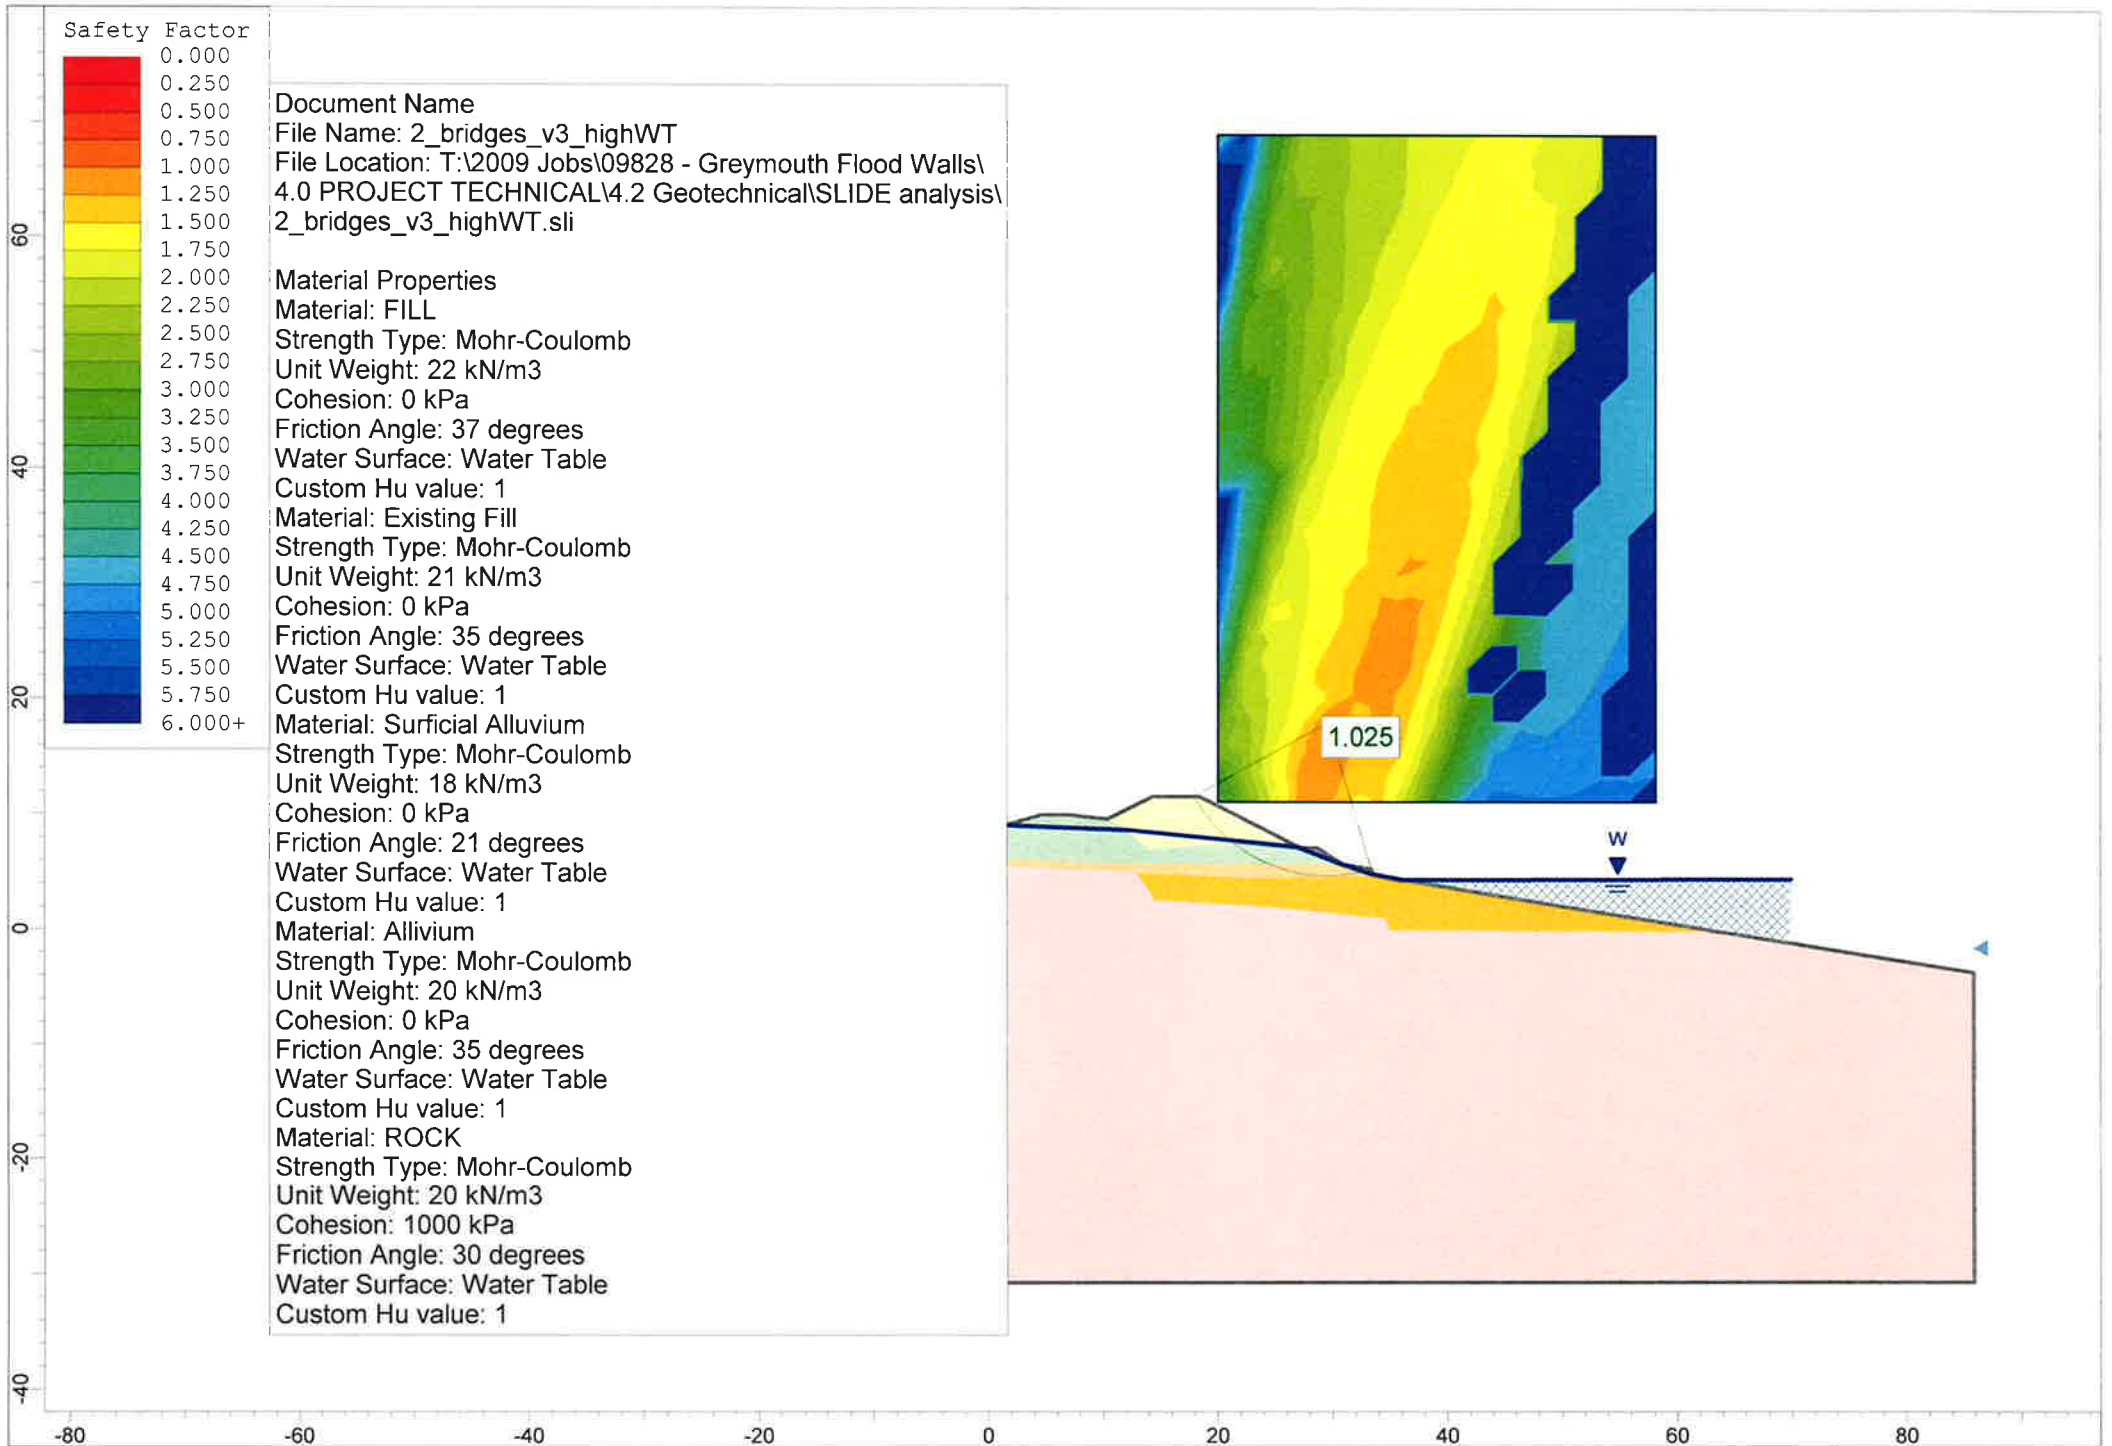 Safety Factor
0.000
0.250
0.500
0.750
1.000
1.250
1.500
1.750
2.000
2.250
2.500
2.750
3.000
3.250
3.500
3.750
4.000
4.250
4.500
4.750
5.000
5.250
5.500
5.750
6.000+
Document Name
File Name: 2_bridges_v3_highWT
File Location: T:\2009 Jobs\09828 - Greymouth Flood Walls\
4.0 PROJECT TECHNICAL\4.2 Geotechnical\SLIDE analysis\
2_bridges_v3_highWT.sli
Material Properties
Material: FILL
Strength Type: Mohr-Coulomb
Unit Weight: 22 kN/m3
Cohesion: 0 kPa
Friction Angle: 37 degrees
Water Surface: Water Table
Custom Hu value: 1
Material: Existing Fill
Strength Type: Mohr-Coulomb
Unit Weight: 21 kN/m3
Cohesion: 0 kPa
Friction Angle: 35 degrees
Water Surface: Water Table
Custom Hu value: 1
Material: Surficial Alluvium
Strength Type: Mohr-Coulomb
Unit Weight: 18 kN/m3
Cohesion: 0 kPa
Friction Angle: 21 degrees
Water Surface: Water Table
Custom Hu value: 1
Material: Allivium
Strength Type: Mohr-Coulomb
Unit Weight: 20 kN/m3
Cohesion: 0 kPa
Friction Angle: 35 degrees
Water Surface: Water Table
Custom Hu value: 1
Material: ROCK
Strength Type: Mohr-Coulomb
Unit Weight: 20 kN/m3
Cohesion: 1000 kPa
Friction Angle: 30 degrees
Water Surface: Water Table
Custom Hu value: 1
1.025
W
60
40
20
0
-20
-40
-80
-60
-40
-20
0
20
40
60
80